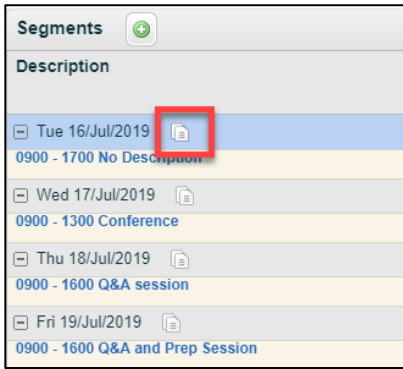 Segments
Description
Tue 16/Jul/2019
0900 - 1700 No Description
Wed 17/Jul/2019
0900 - 1300 Conference
Thu 18/Jul/2019
0900 - 1600 Q&A session
Fri 19/Jul/2019
0900 - 1600 Q&A and Prep Session